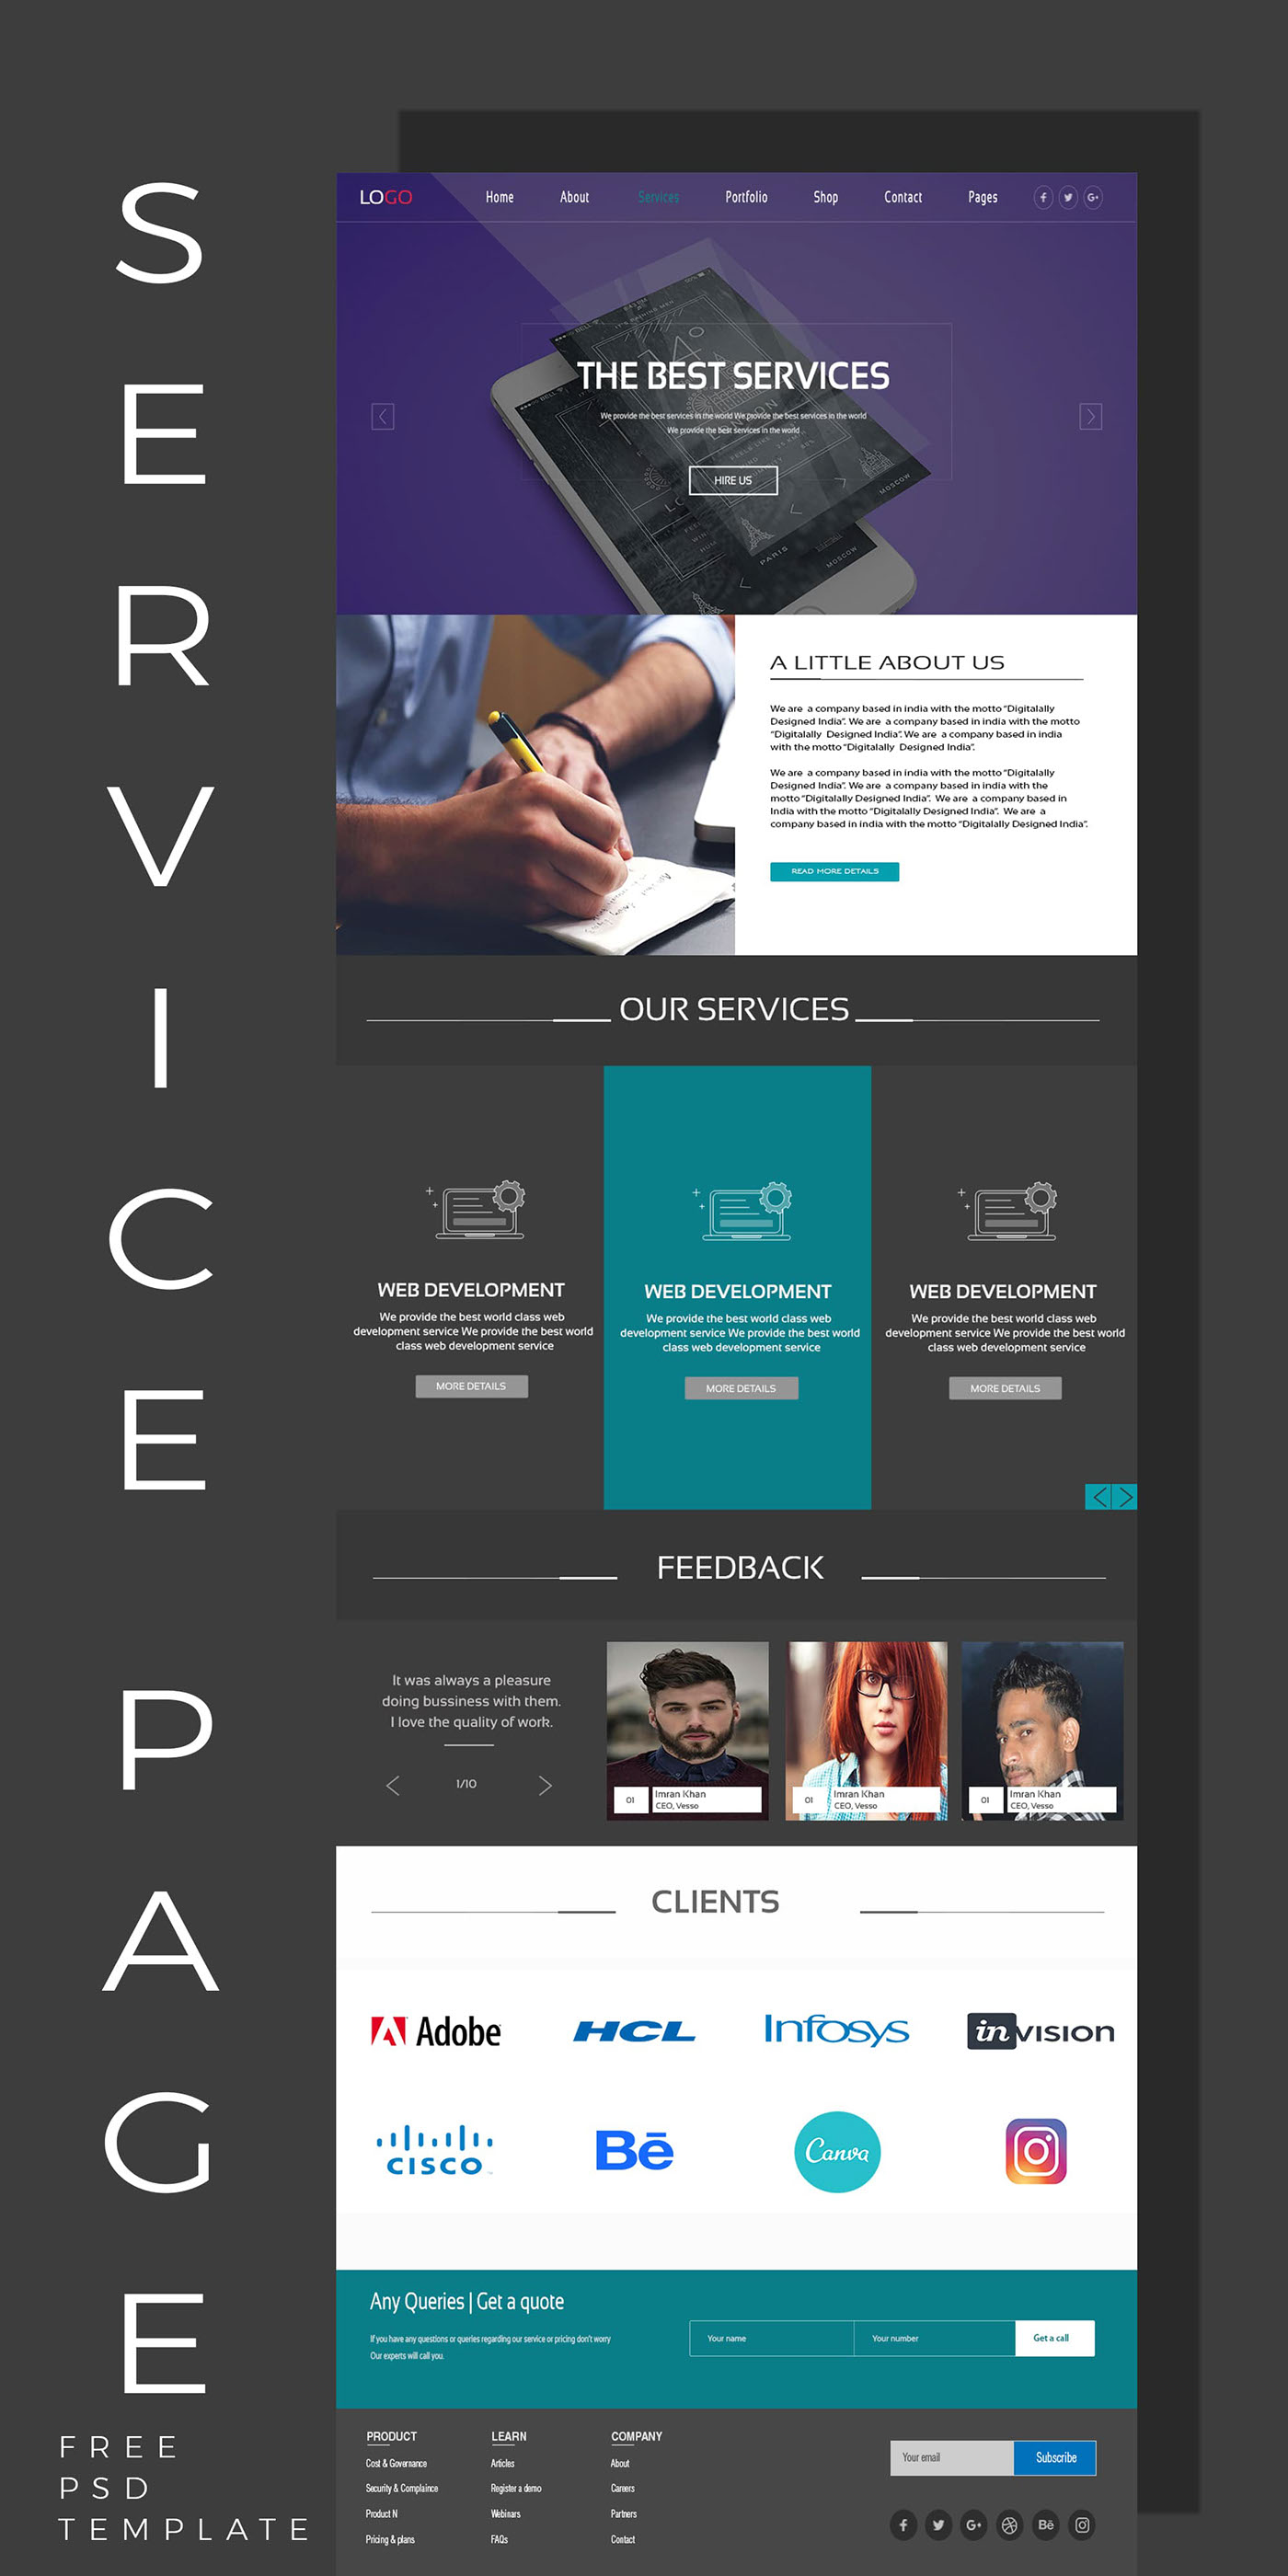 SERVICE PAGE
FREE
PSD
TEMPLATE
LOGO
Home About Services Portfolio Shop Contact Pages
THE BEST SERVICES
We provide the best services in the world We provide the best services in the world
We provide the best services in the world
HIRE US
PARIS
MOSCOW
MOSCOW
A LITTLE ABOUT US
We are a company based in india with the motto "Digitalally
Designed India". We are a company based in india with the motto
"Digitalally Designed India". We are a company based in india
with the motto "Digitalally Designed India".
We are a company based in india with the motto "Digitalally
Designed India". We are a company based in india with the
motto "Digitalally Designed India". We are a company based in
India with the motto "Digitalally Designed India". We are a
company based in india with the motto "Digitalally Designed India".
READ MORE DETAILS
OUR SERVICES
WEB DEVELOPMENT
We provide the best world class web
development service We provide the best world
class web development service
MORE DETAILS
WEB DEVELOPMENT
We provide the best world class web
development service We provide the best world
class web development service
MORE DETAILS
WEB DEVELOPMENT
We provide the best world class web
development service We provide the best world
class web development service
MORE DETAILS
FEEDBACK
It was always a pleasure
doing bussiness with them.
I love the quality of work.
1/10
01 Imran Khan
CEO, Vesso
01 Imran Khan
CEO, Vesso
01 Imran Khan
CEO, Vesso
CLIENTS
Adobe HCL Infosys invision
CISCO Bē Canva
Any Queries | Get a quote
If you have any questions or queries regarding our service or pricing don't worry
Our experts will call you.
Your name Your number Get a call
PRODUCT
Cost & Governance
Security & Complaince
Product N
Pricing & plans
LEARN
Articles
Register a demo
Webinars
FAQs
COMPANY
About
Careers
Partners
Contact
Your email Subscribe